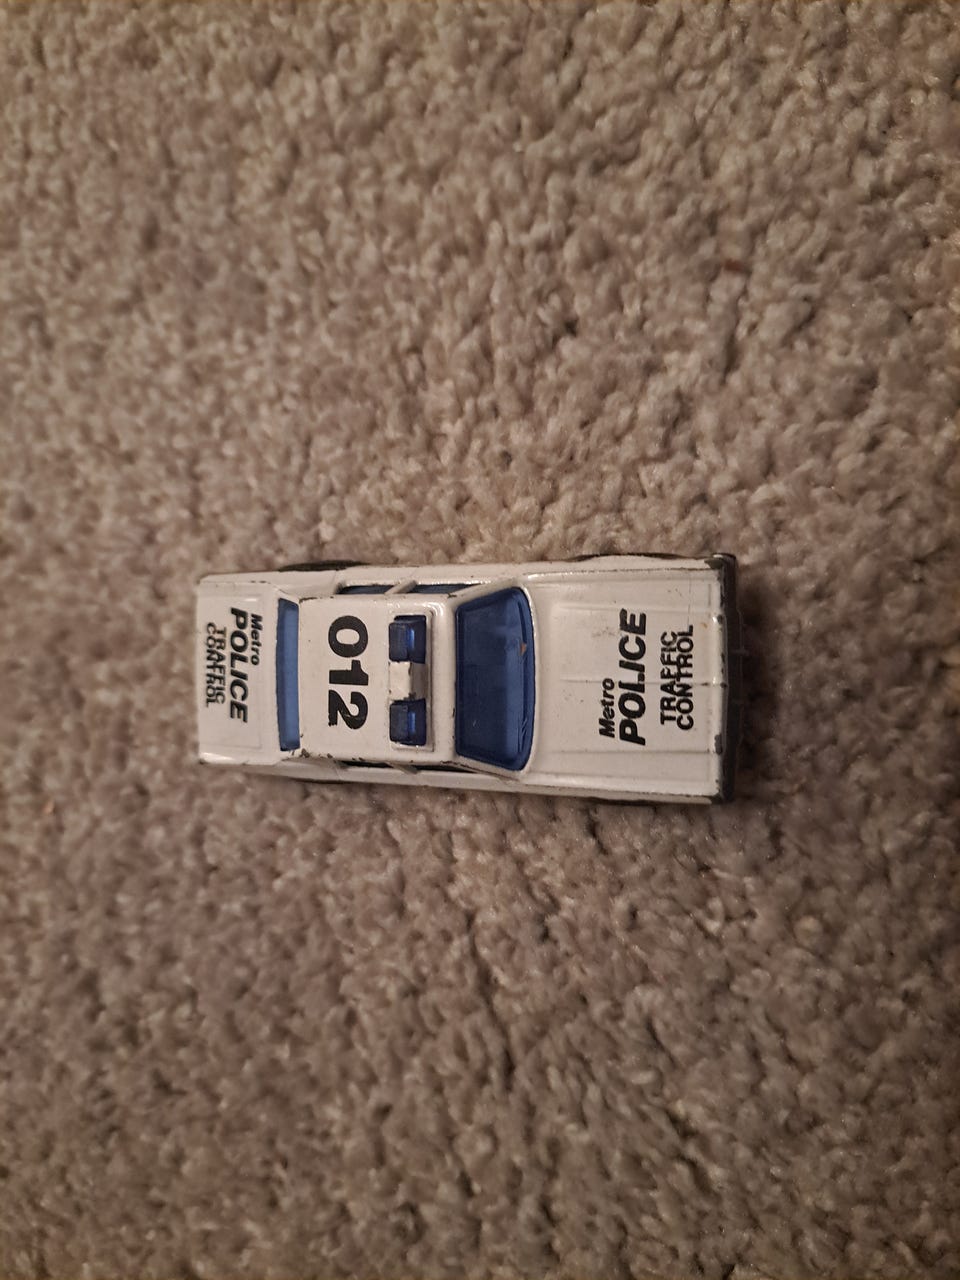 Metro
POLICE
TRAFFIC
CONTROL
012
Metro
POLICE
TRAFFIC
CONTROL